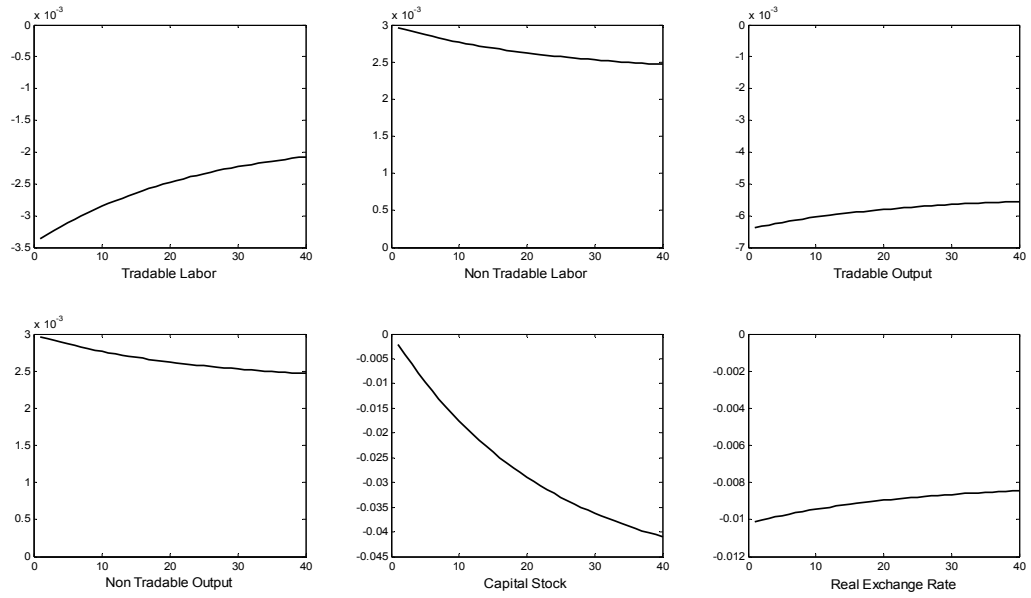 x 10-3
0
-0.5
-1
-1.5
-2
-2.5
-3
-3.5
0 10 20 30 40
Tradable Labor
x 10-3
3
2.5
2
1.5
1
0.5
0
0 10 20 30 40
Non Tradable Labor
x 10-3
0
-1
-2
-3
-4
-5
-6
-7
0 10 20 30 40
Tradable Output
x 10-3
3
2.5
2
1.5
1
0.5
0
0 10 20 30 40
Non Tradable Output
0
-0.005
-0.01
-0.015
-0.02
-0.025
-0.03
-0.035
-0.04
-0.045
0 10 20 30 40
Capital Stock
0
-0.002
-0.004
-0.006
-0.008
-0.01
-0.012
0 10 20 30 40
Real Exchange Rate